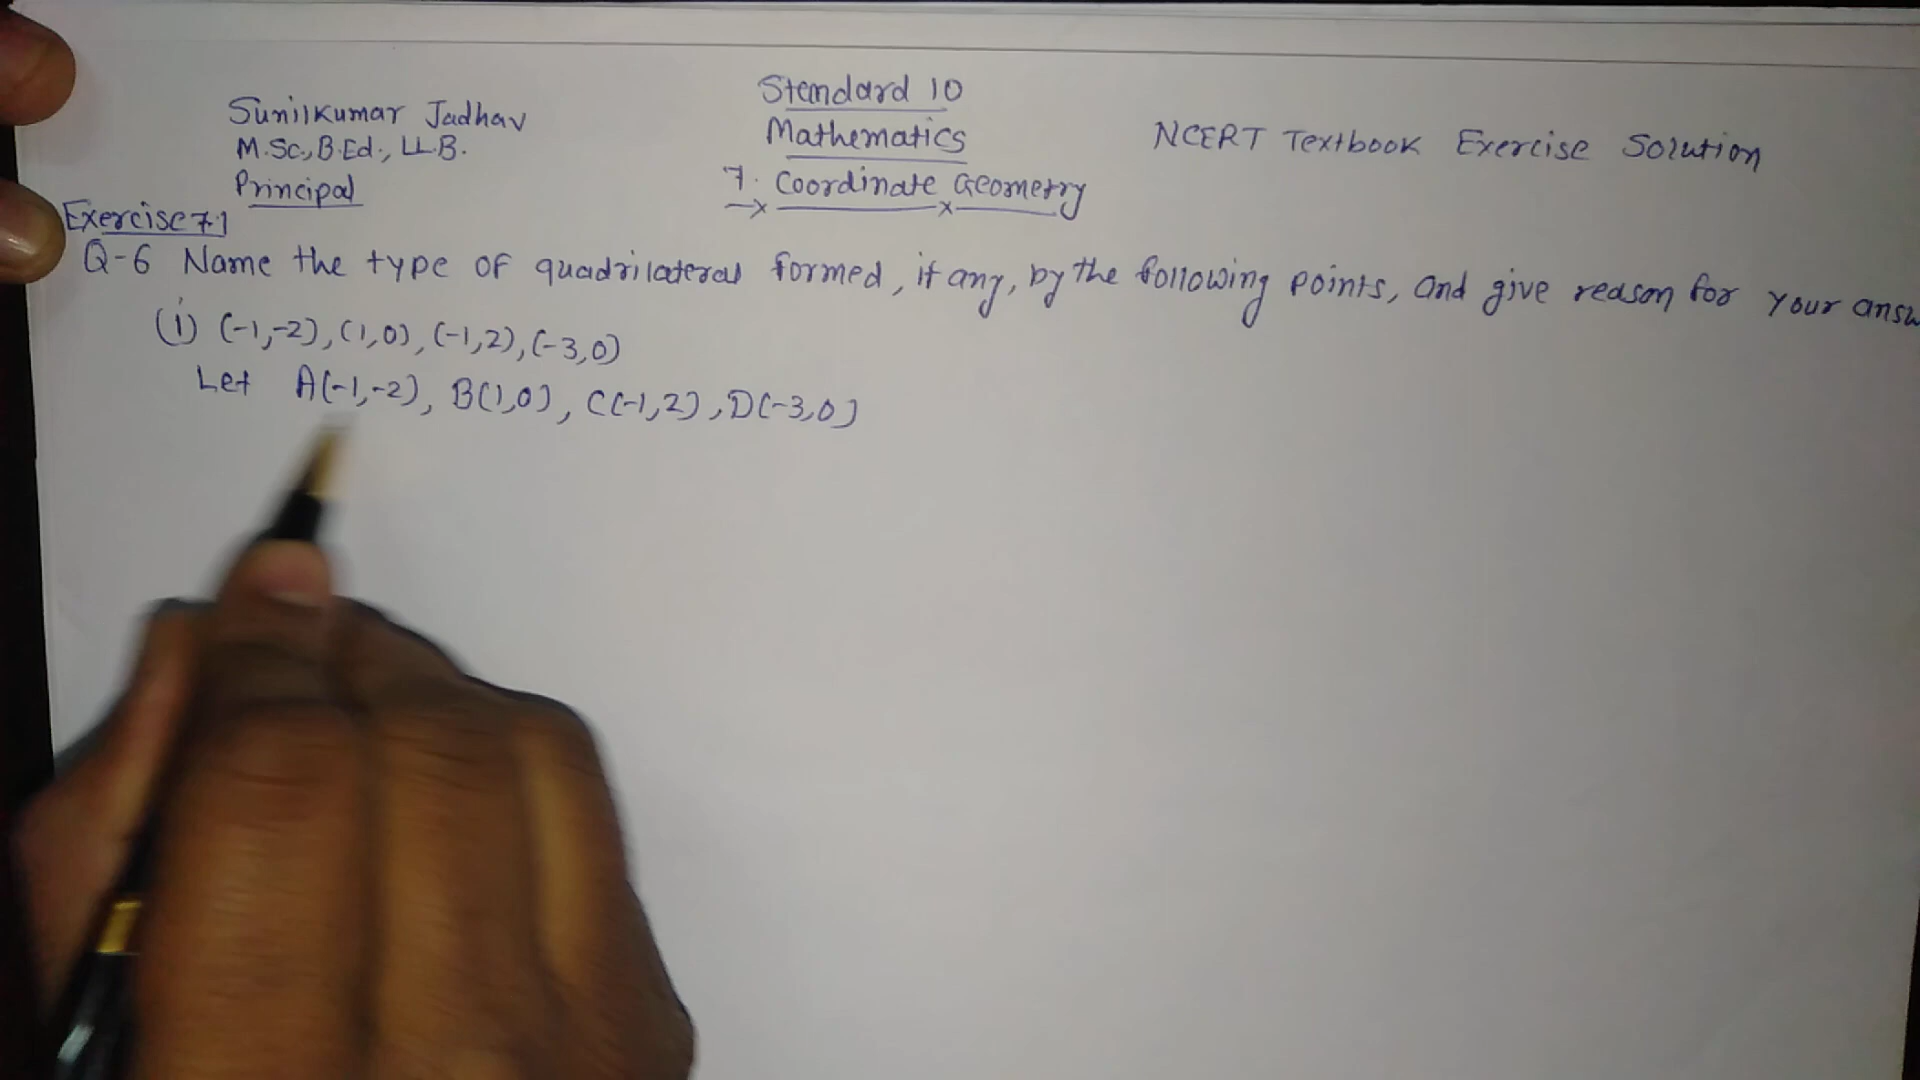 Sunilkumar Jadhav
M.Sc., B.Ed., LL.B.
Principal
Standard 10
Mathematics
7. Coordinate Geometry
NCERT Textbook Exercise Solution
Exercise 7.1
Q-6 Name the type of quadrilateral formed, if any, by the following points, and give reason for your answ
(i) (-1,-2), (1,0), (-1,2), (-3,0)
Let A(-1,-2), B(1,0), C(-1,2), D(-3,0)